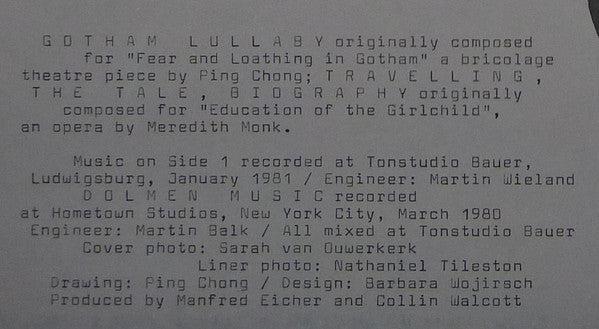 G O T H A M  L U L L A B Y originally composed
for "Fear and Loathing in Gotham" a bricolage
theatre piece by Ping Chong; T R A V E L L I N G ,
T H E  T A L E , B I O G R A P H Y originally
composed for "Education of the Girlchild",
an opera by Meredith Monk.
Music on Side 1 recorded at Tonstudio Bauer,
Ludwigsburg, January 1981 / Engineer: Martin Wieland
D O L M E N  M U S I C recorded
at Hometown Studios, New York City, March 1980
Engineer: Martin Balk / All mixed at Tonstudio Bauer
Cover photo: Sarah van Ouwerkerk
Liner photo: Nathaniel Tileston
Drawing: Ping Chong / Design: Barbara Wojirsch
Produced by Manfred Eicher and Collin Walcott